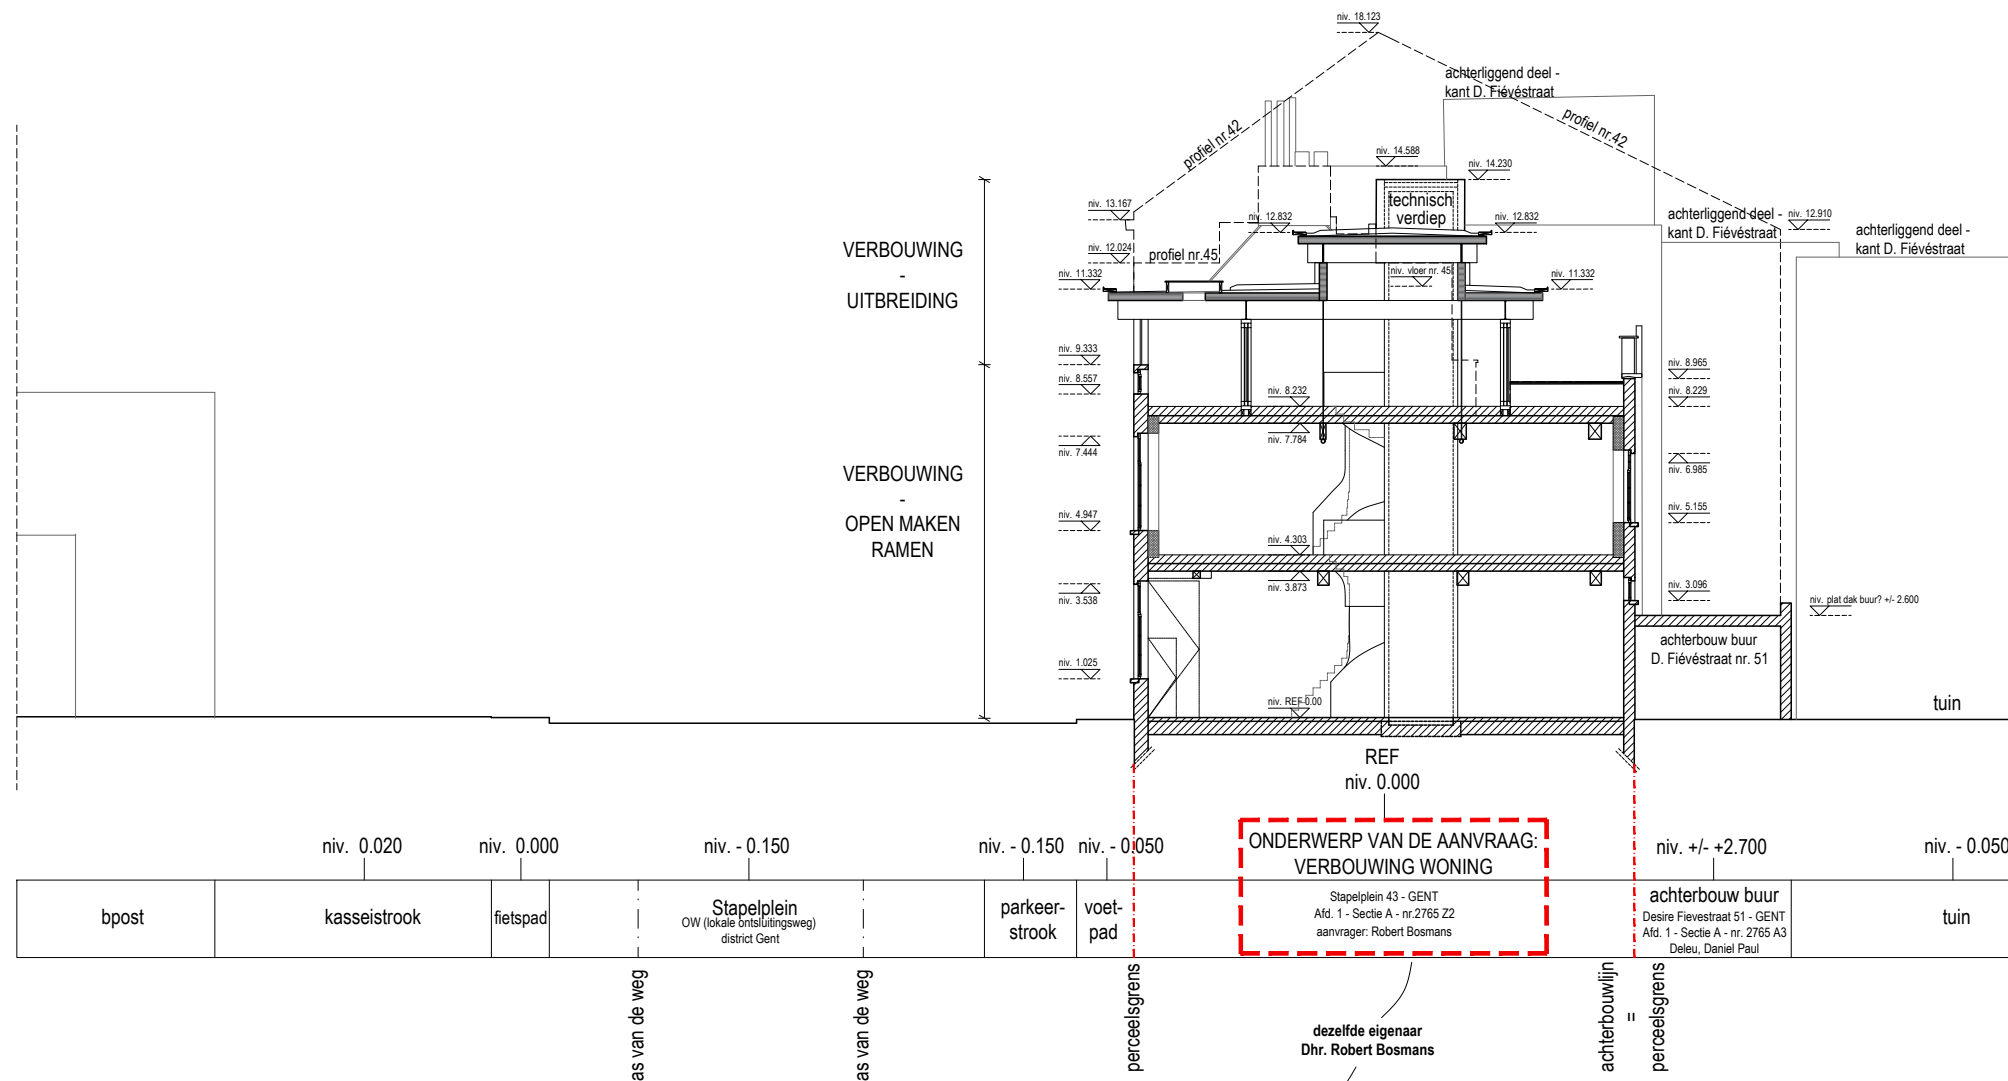 niv. 18.123
achterliggend deel -
kant D. Fiévéstraat
profiel nr.42
profiel nr.42
niv. 14.588
niv. 14.230
niv. 13.167
niv. 12.832
technisch
verdiep
niv. 12.832
achterliggend deel -
kant D. Fiévéstraat
niv. 12.910
achterliggend deel -
kant D. Fiévéstraat
VERBOUWING
-
UITBREIDING
niv. 12.024
profiel nr.45
niv. 11.332
niv. vloer nr. 45
niv. 11.332
niv. 9.333
niv. 8.557
niv. 8.232
niv. 8.965
niv. 8.229
niv. 7.784
niv. 7.444
niv. 6.985
VERBOUWING
-
OPEN MAKEN
RAMEN
niv. 4.947
niv. 5.155
niv. 4.303
niv. 3.873
niv. 3.538
niv. 3.096
niv. plat dak buur? +/- 2.600
achterbouw buur
D. Fiévéstraat nr. 51
niv. 1.025
niv. REF 0.00
tuin
REF
niv. 0.000
niv. 0.020
niv. 0.000
niv. - 0.150
niv. - 0.150
niv. - 0.050
ONDERWERP VAN DE AANVRAAG:
VERBOUWING WONING
niv. +/- +2.700
niv. - 0.050
bpost
kasseistrook
fietspad
Stapelplein
OW (lokale ontsluitingsweg)
district Gent
parkeer-
strook
voet-
pad
Stapelplein 43 - GENT
Afd. 1 - Sectie A - nr.2765 Z2
aanvrager: Robert Bosmans
achterbouw buur
Desire Fievestraat 51 - GENT
Afd. 1 - Sectie A - nr. 2765 A3
Deleu, Daniel Paul
tuin
as van de weg
as van de weg
perceelsgrens
achterbouwlijn
=
perceelsgrens
dezelfde eigenaar
Dhr. Robert Bosmans